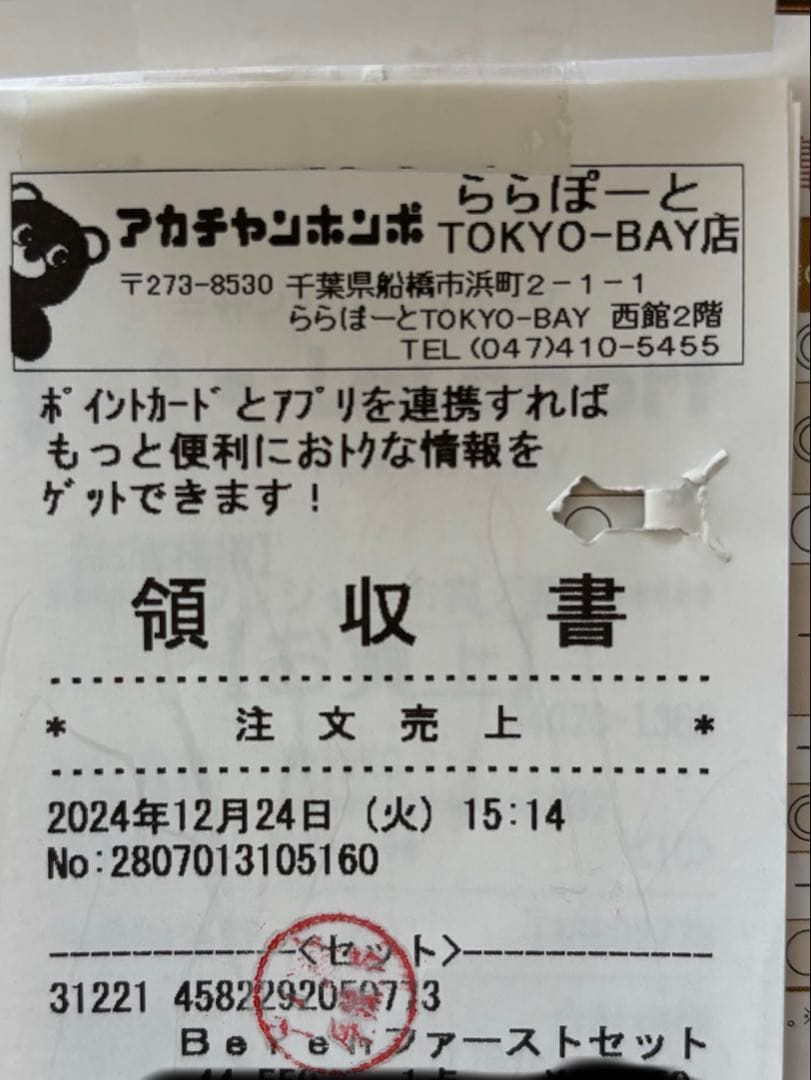 アカチャンホンポ ららぽーと
TOKYO-BAY店
〒273-8530 千葉県船橋市浜町2-1-1
ららぽーとTOKYO-BAY 西館2階
TEL(047)410-5455
ﾎﾟｲﾝﾄｶｰﾄﾞとｱﾌﾟﾘを連携すれば
もっと便利におﾄｸな情報を
ｹﾞｯﾄできます!
領収書
* 注文売上 *
2024年12月24日 (火) 15:14
No:2807013105160
<セット>
31221 4582292050773
Berenファーストセット